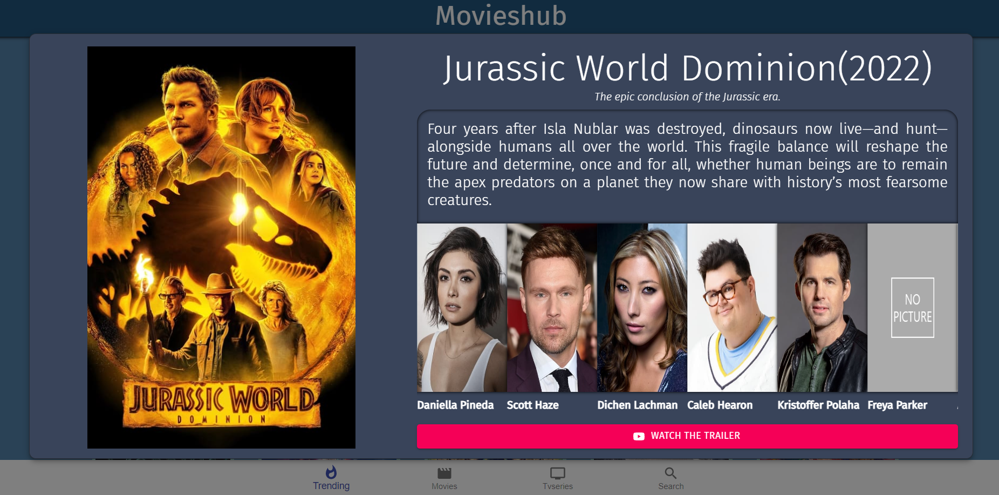 Movieshub
Jurassic World Dominion(2022)
The epic conclusion of the Jurassic era.
Four years after Isla Nublar was destroyed, dinosaurs now live—and hunt—
alongside humans all over the world. This fragile balance will reshape the
future and determine, once and for all, whether human beings are to remain
the apex predators on a planet they now share with history’s most fearsome
creatures.
JURASSIC WORLD
DOMINION
NO
PICTURE
Daniella Pineda
Scott Haze
Dichen Lachman
Caleb Hearon
Kristoffer Polaha
Freya Parker
WATCH THE TRAILER
Trending
Movies
Tvseries
Search